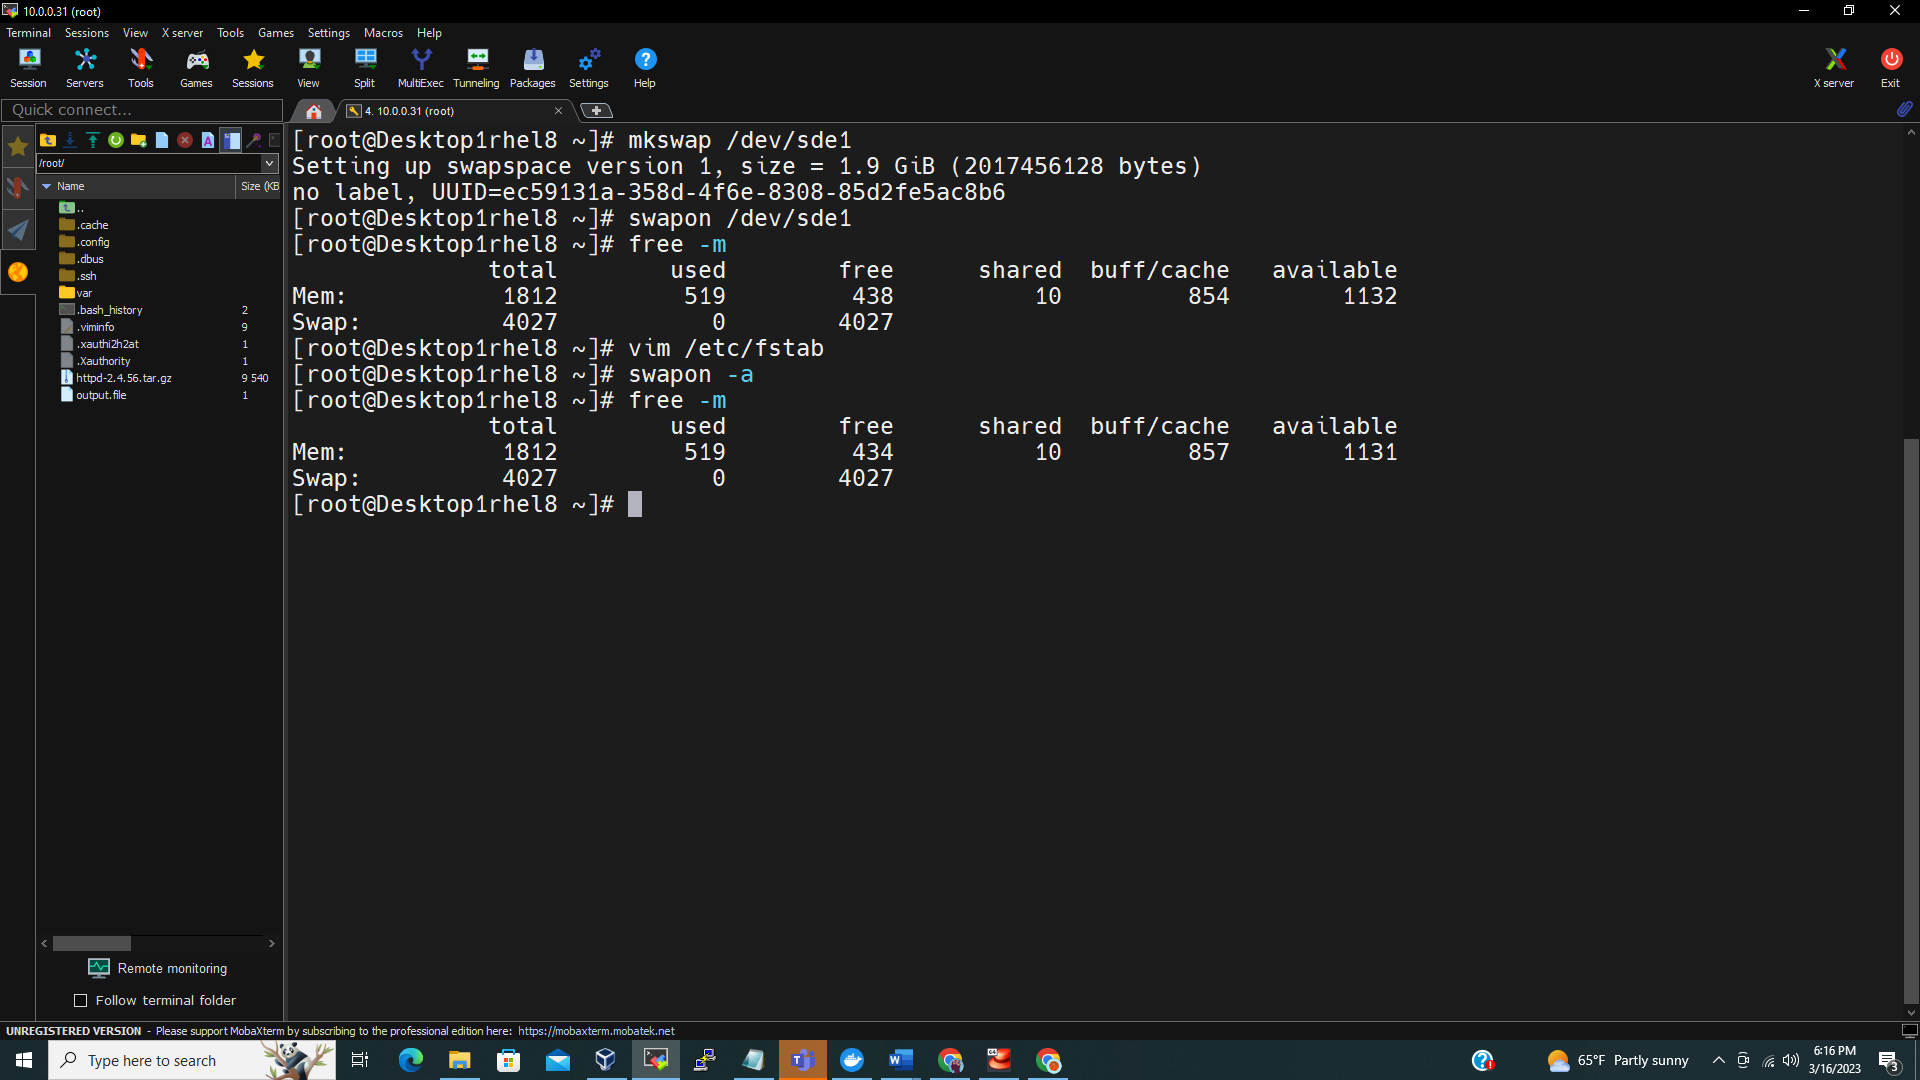 10.0.0.31 (root)
Terminal Sessions View X server Tools Games Settings Macros Help
Session Servers Tools Games Sessions View Split MultiExec Tunneling Packages Settings Help X server Exit
Quick connect...
4. 10.0.0.31 (root)
/root/
Name Size (KB
..
.cache
.config
.dbus
.ssh
var
.bash_history 2
.viminfo 9
.xauthi2h2at 1
.Xauthority 1
httpd-2.4.56.tar.gz 9 540
output.file 1
Remote monitoring
Follow terminal folder
[root@Desktop1rhel8 ~]# mkswap /dev/sde1
Setting up swapspace version 1, size = 1.9 GiB (2017456128 bytes)
no label, UUID=ec59131a-358d-4f6e-8308-85d2fe5ac8b6
[root@Desktop1rhel8 ~]# swapon /dev/sde1
[root@Desktop1rhel8 ~]# free -m
total used free shared buff/cache available
Mem: 1812 519 438 10 854 1132
Swap: 4027 0 4027
[root@Desktop1rhel8 ~]# vim /etc/fstab
[root@Desktop1rhel8 ~]# swapon -a
[root@Desktop1rhel8 ~]# free -m
total used free shared buff/cache available
Mem: 1812 519 434 10 857 1131
Swap: 4027 0 4027
[root@Desktop1rhel8 ~]#
UNREGISTERED VERSION - Please support MobaXterm by subscribing to the professional edition here: https://mobaxterm.mobatek.net
Type here to search
65°F Partly sunny
6:16 PM
3/16/2023
3